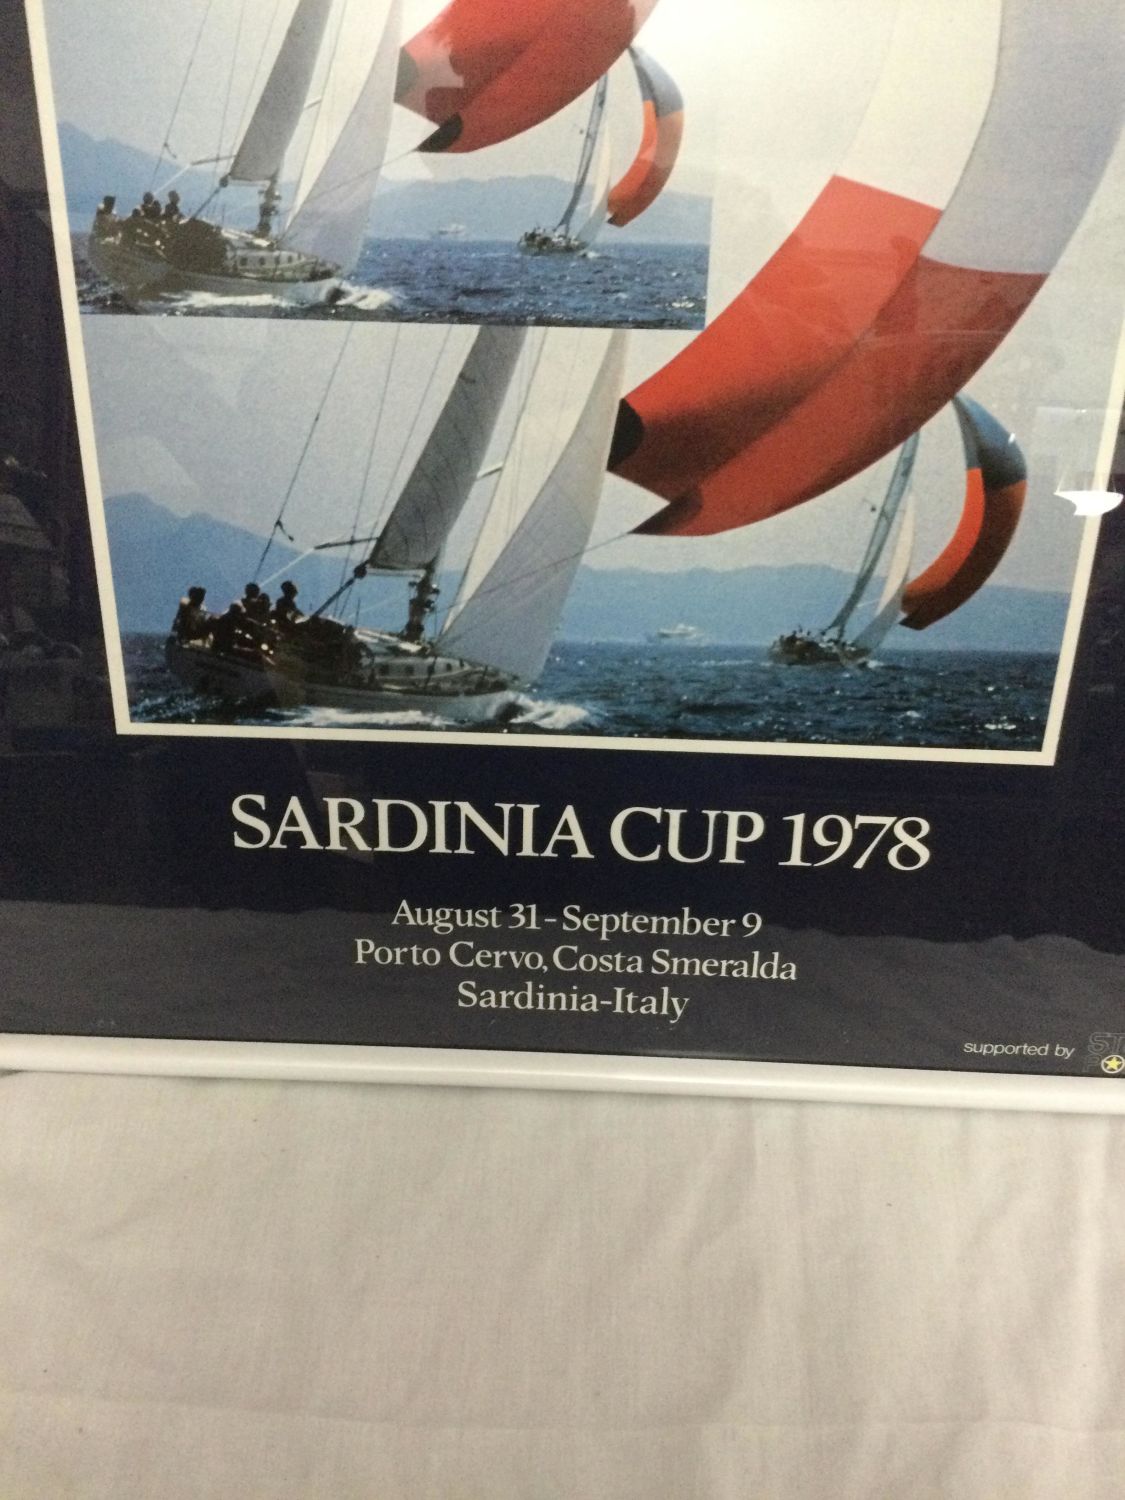 SARDINIA CUP 1978
August 31 - September 9
Porto Cervo, Costa Smeralda
Sardinia-Italy
supported by